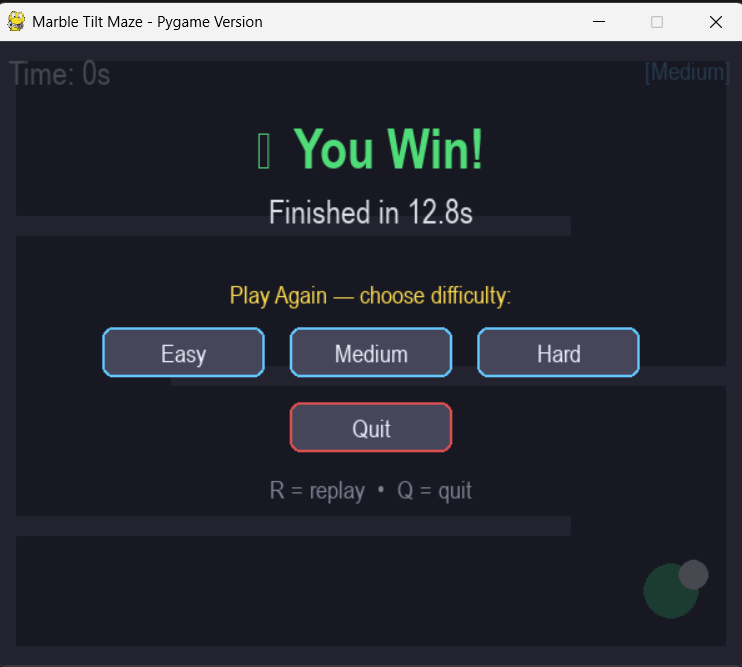 Marble Tilt Maze - Pygame Version
Time: 0s
[Medium]
You Win!
Finished in 12.8s
Play Again — choose difficulty:
Easy
Medium
Hard
Quit
R = replay • Q = quit